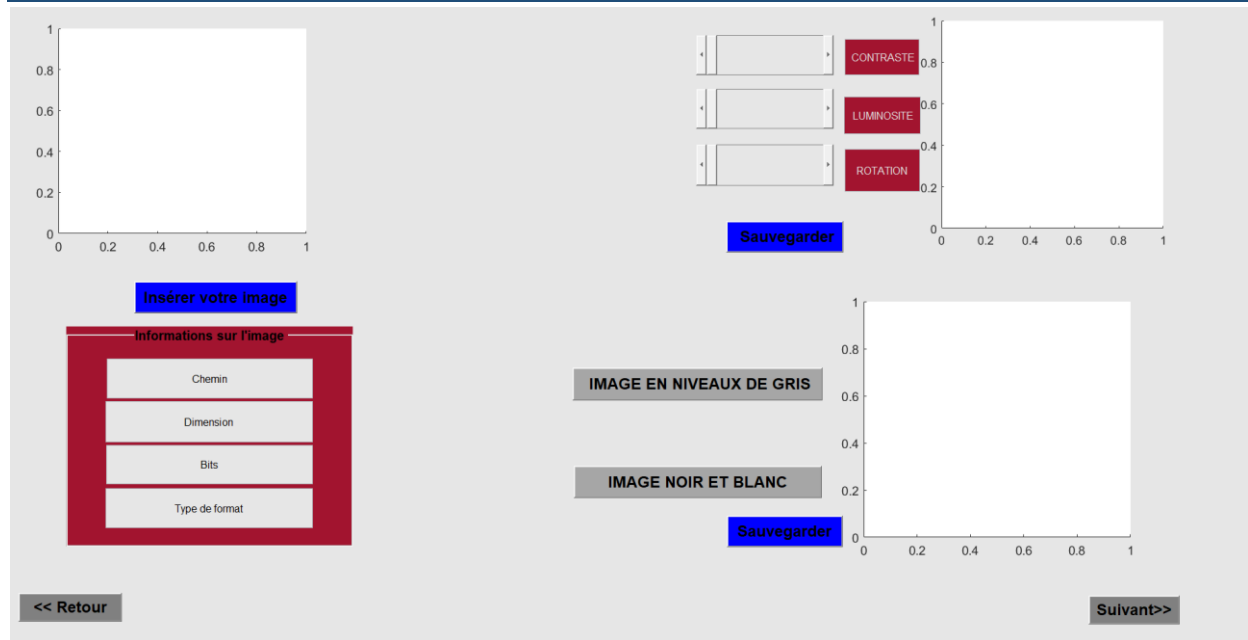 1
0.8
0.6
0.4
0.2
0
0 0.2 0.4 0.6 0.8 1
Insérer votre image
Informations sur l'image
Chemin
Dimension
Bits
Type de format
<< Retour
CONTRASTE
LUMINOSITE
ROTATION
Sauvegarder
1
0.8
0.6
0.4
0.2
0
0 0.2 0.4 0.6 0.8 1
IMAGE EN NIVEAUX DE GRIS
IMAGE NOIR ET BLANC
Sauvegarder
1
0.8
0.6
0.4
0.2
0
0 0.2 0.4 0.6 0.8 1
Suivant>>